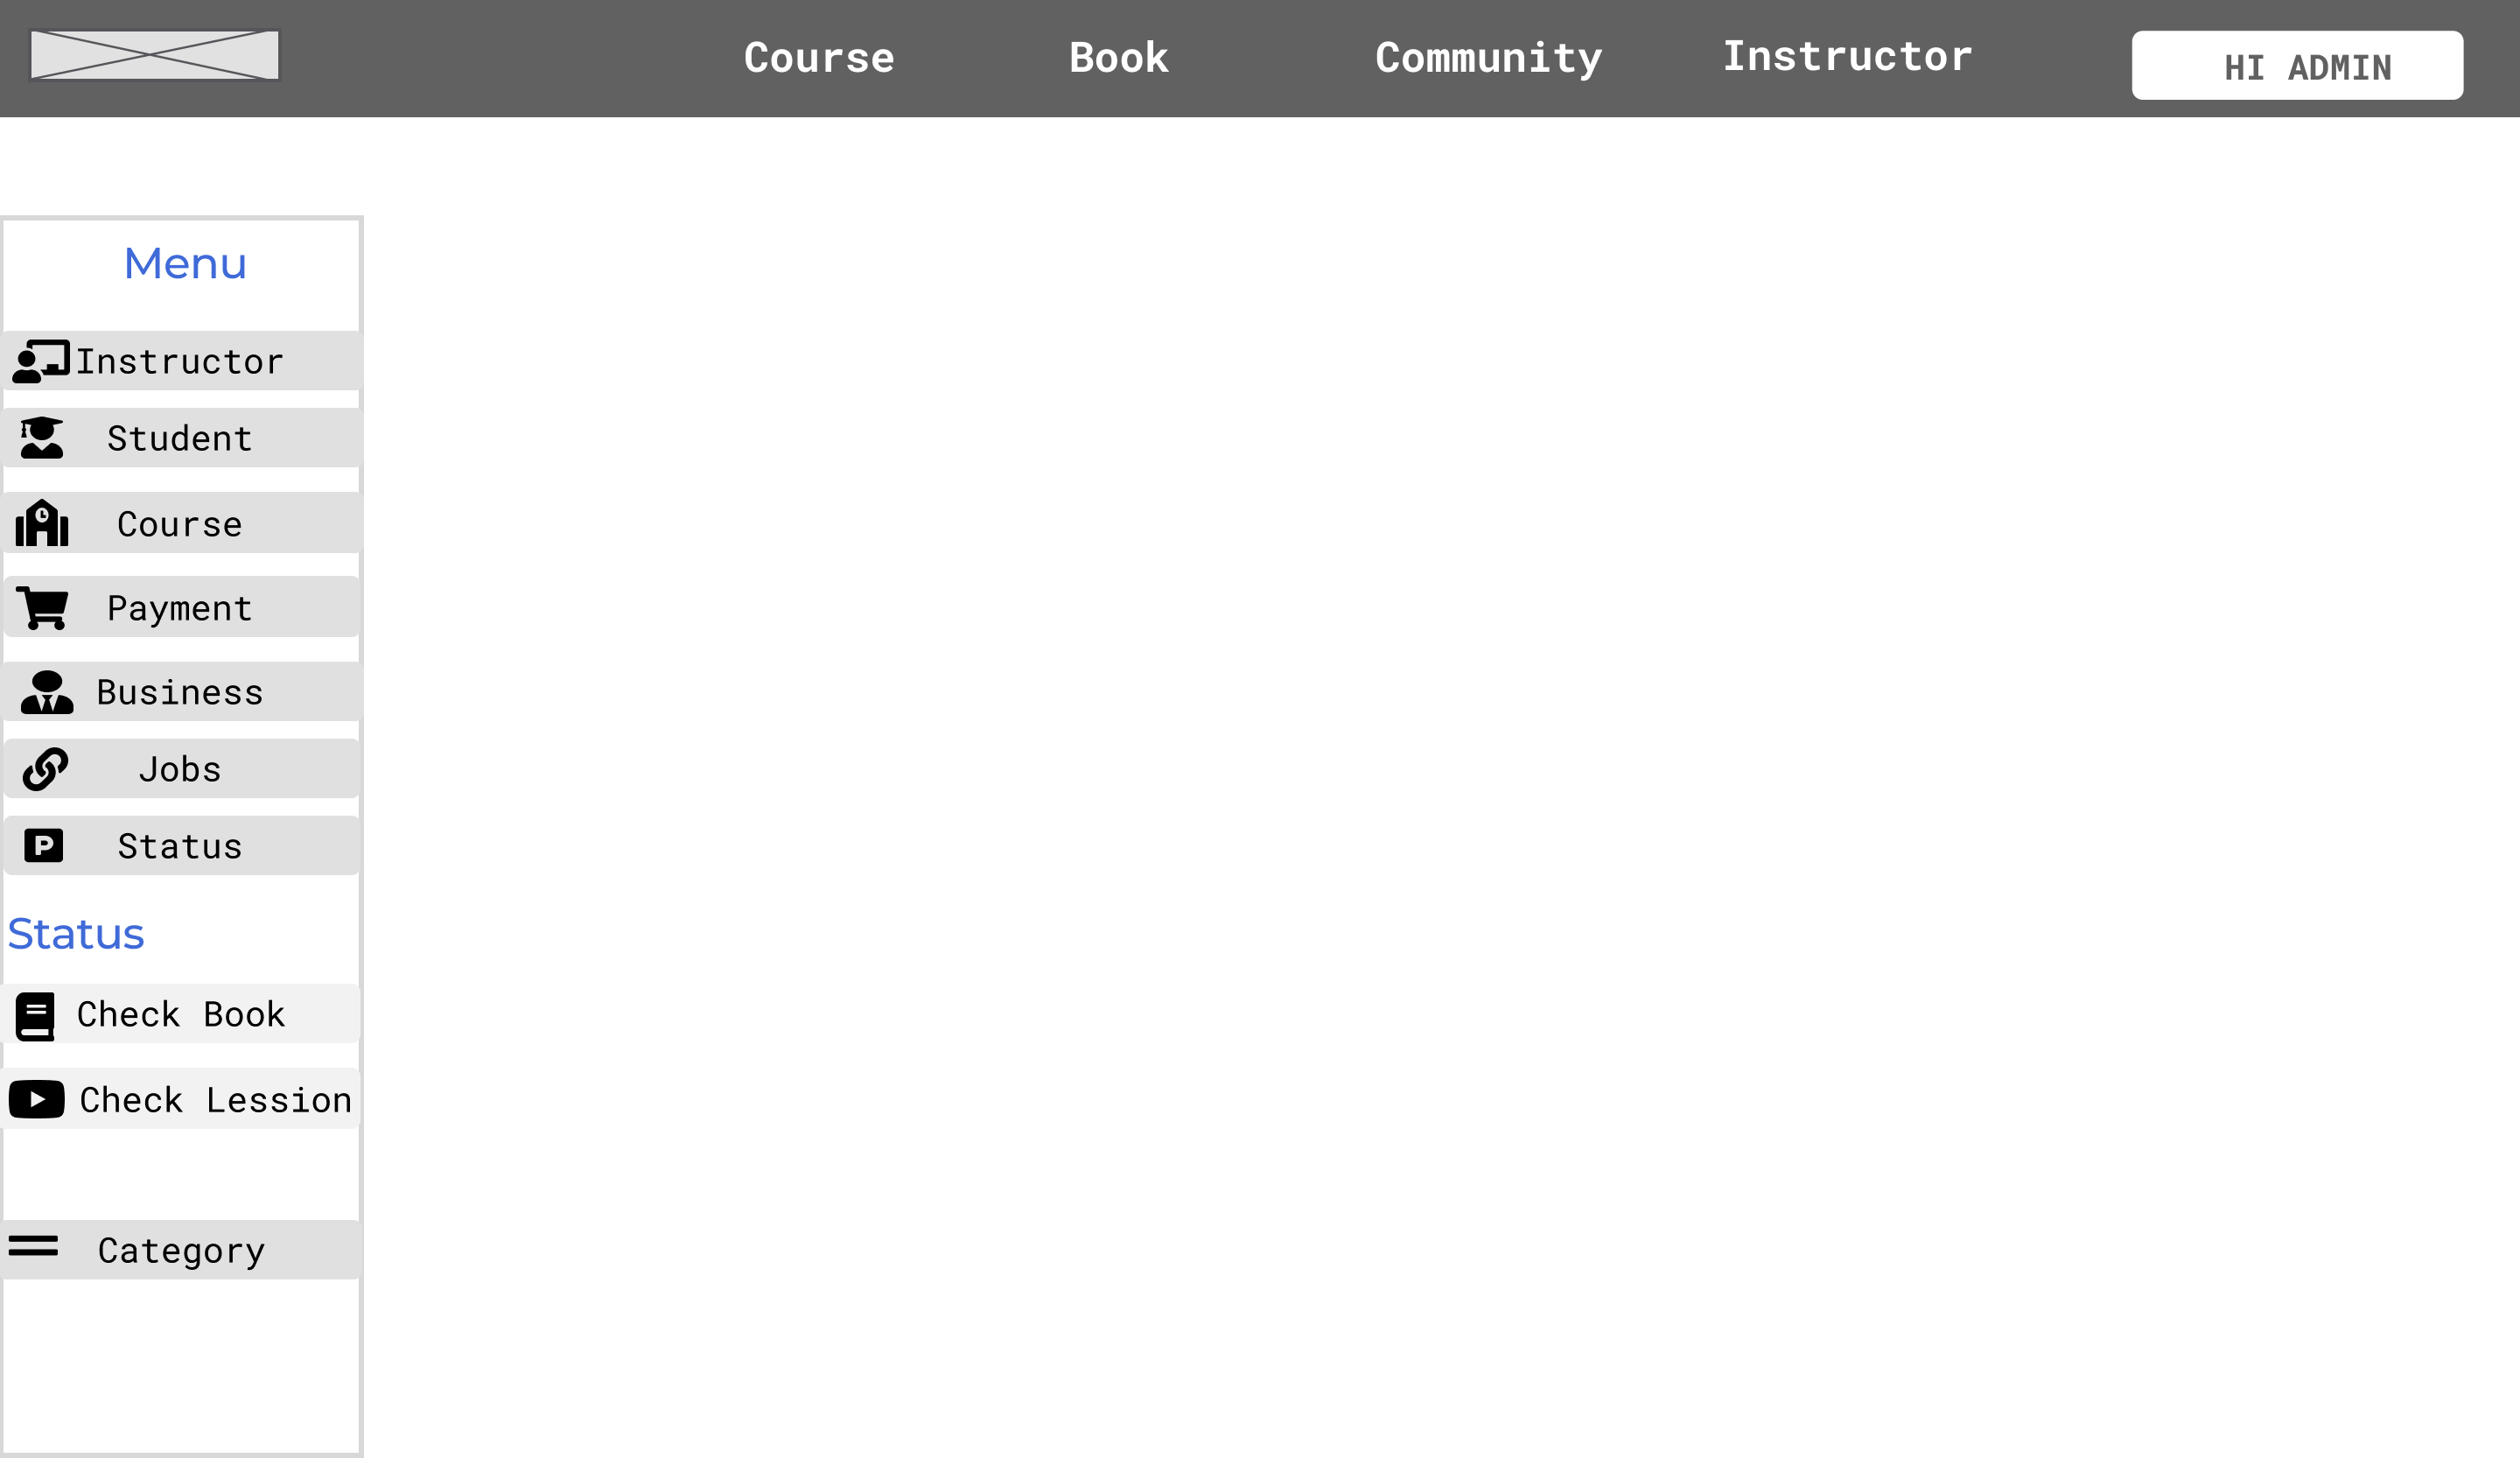 Course Book Community Instructor HI ADMIN
Menu
Instructor
Student
Course
Payment
Business
Jobs
P Status
Status
Check Book
Check Lession
Category